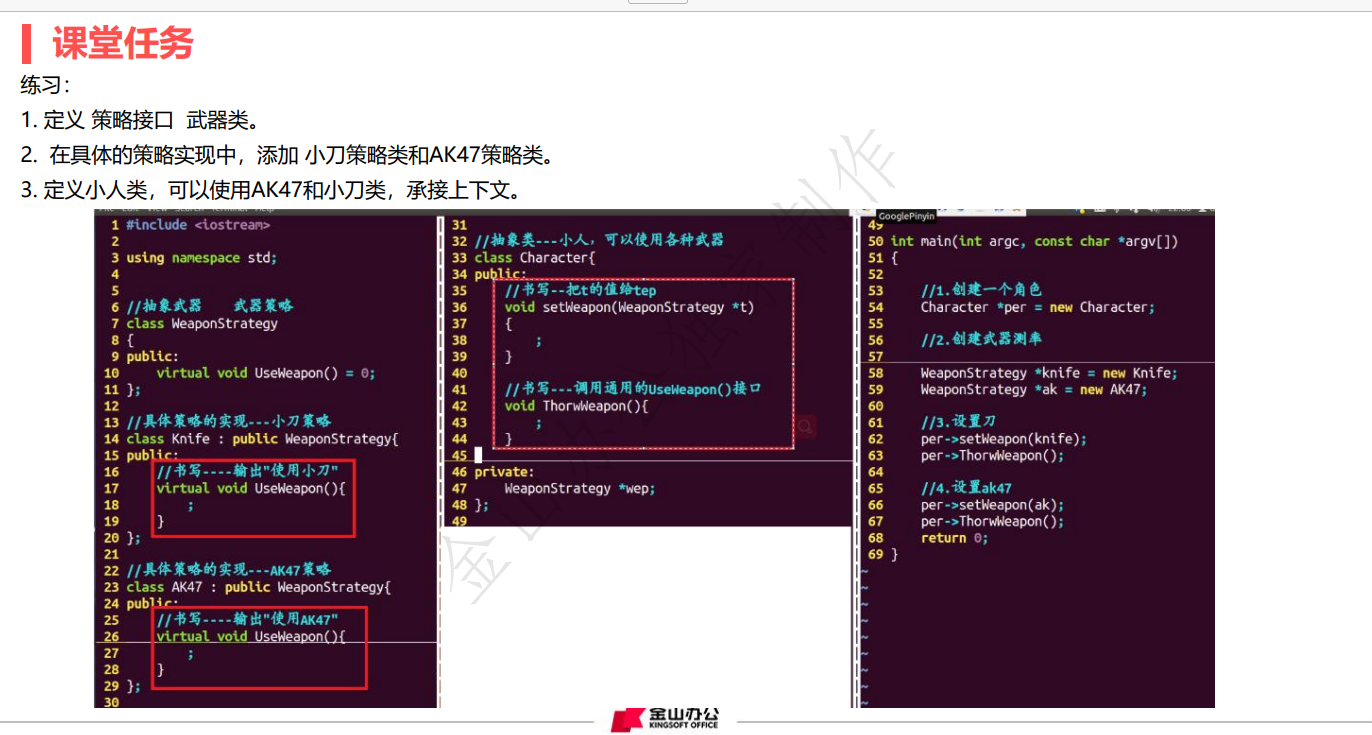 课堂任务
练习：
1. 定义 策略接口  武器类。
2.  在具体的策略实现中，添加 小刀策略类和AK47策略类。
3. 定义小人类，可以使用AK47和小刀类，承接上下文。
1 #include <iostream>
2
3 using namespace std;
4
5
6 //抽象武器    武器策略
7 class WeaponStrategy
8 {
9 public:
10     virtual void UseWeapon() = 0;
11 };
12
13 //具体策略的实现---小刀策略
14 class Knife : public WeaponStrategy{
15 public:
16     //书写----输出"使用小刀"
17     virtual void UseWeapon(){
18         ;
19     }
20 };
21
22 //具体策略的实现---AK47策略
23 class AK47 : public WeaponStrategy{
24 public:
25     //书写----输出"使用AK47"
26     virtual void UseWeapon(){
27         ;
28     }
29 };
30
31
32 //抽象类---小人，可以使用各种武器
33 class Character{
34 public:
35     //书写--把t的值给tep
36     void setWeapon(WeaponStrategy *t)
37     {
38         ;
39     }
40
41     //书写---调用通用的UseWeapon()接口
42     void ThorwWeapon(){
43         ;
44     }
45
46 private:
47     WeaponStrategy *wep;
48 };
49
GooglePinyin
49
50 int main(int argc, const char *argv[])
51 {
52
53     //1.创建一个角色
54     Character *per = new Character;
55
56     //2.创建武器测率
57
58     WeaponStrategy *knife = new Knife;
59     WeaponStrategy *ak = new AK47;
60
61     //3.设置刀
62     per->setWeapon(knife);
63     per->ThorwWeapon();
64
65     //4.设置ak47
66     per->setWeapon(ak);
67     per->ThorwWeapon();
68     return 0;
69 }
~
~
~
~
~
~
~
~
~
金山办公独家制作
金山办公
KINGSOFT OFFICE